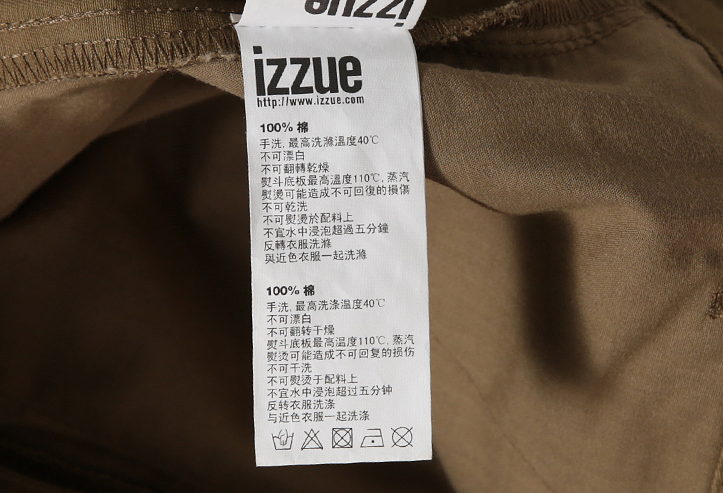 izzue
izzue
http://www.izzue.com
100% 棉
手洗, 最高洗滌溫度40℃
不可漂白
不可翻轉乾燥
熨斗底板最高溫度110℃, 蒸汽
熨燙可能造成不可回復的損傷
不可乾洗
不可熨燙於配料上
不宜水中浸泡超過五分鐘
反轉衣服洗滌
與近色衣服一起洗滌
100% 棉
手洗, 最高洗涤温度40℃
不可漂白
不可翻转干燥
熨斗底板最高温度110℃, 蒸汽
熨烫可能造成不可回复的损伤
不可干洗
不可熨烫于配料上
不宜水中浸泡超过五分钟
反转衣服洗涤
与近色衣服一起洗涤